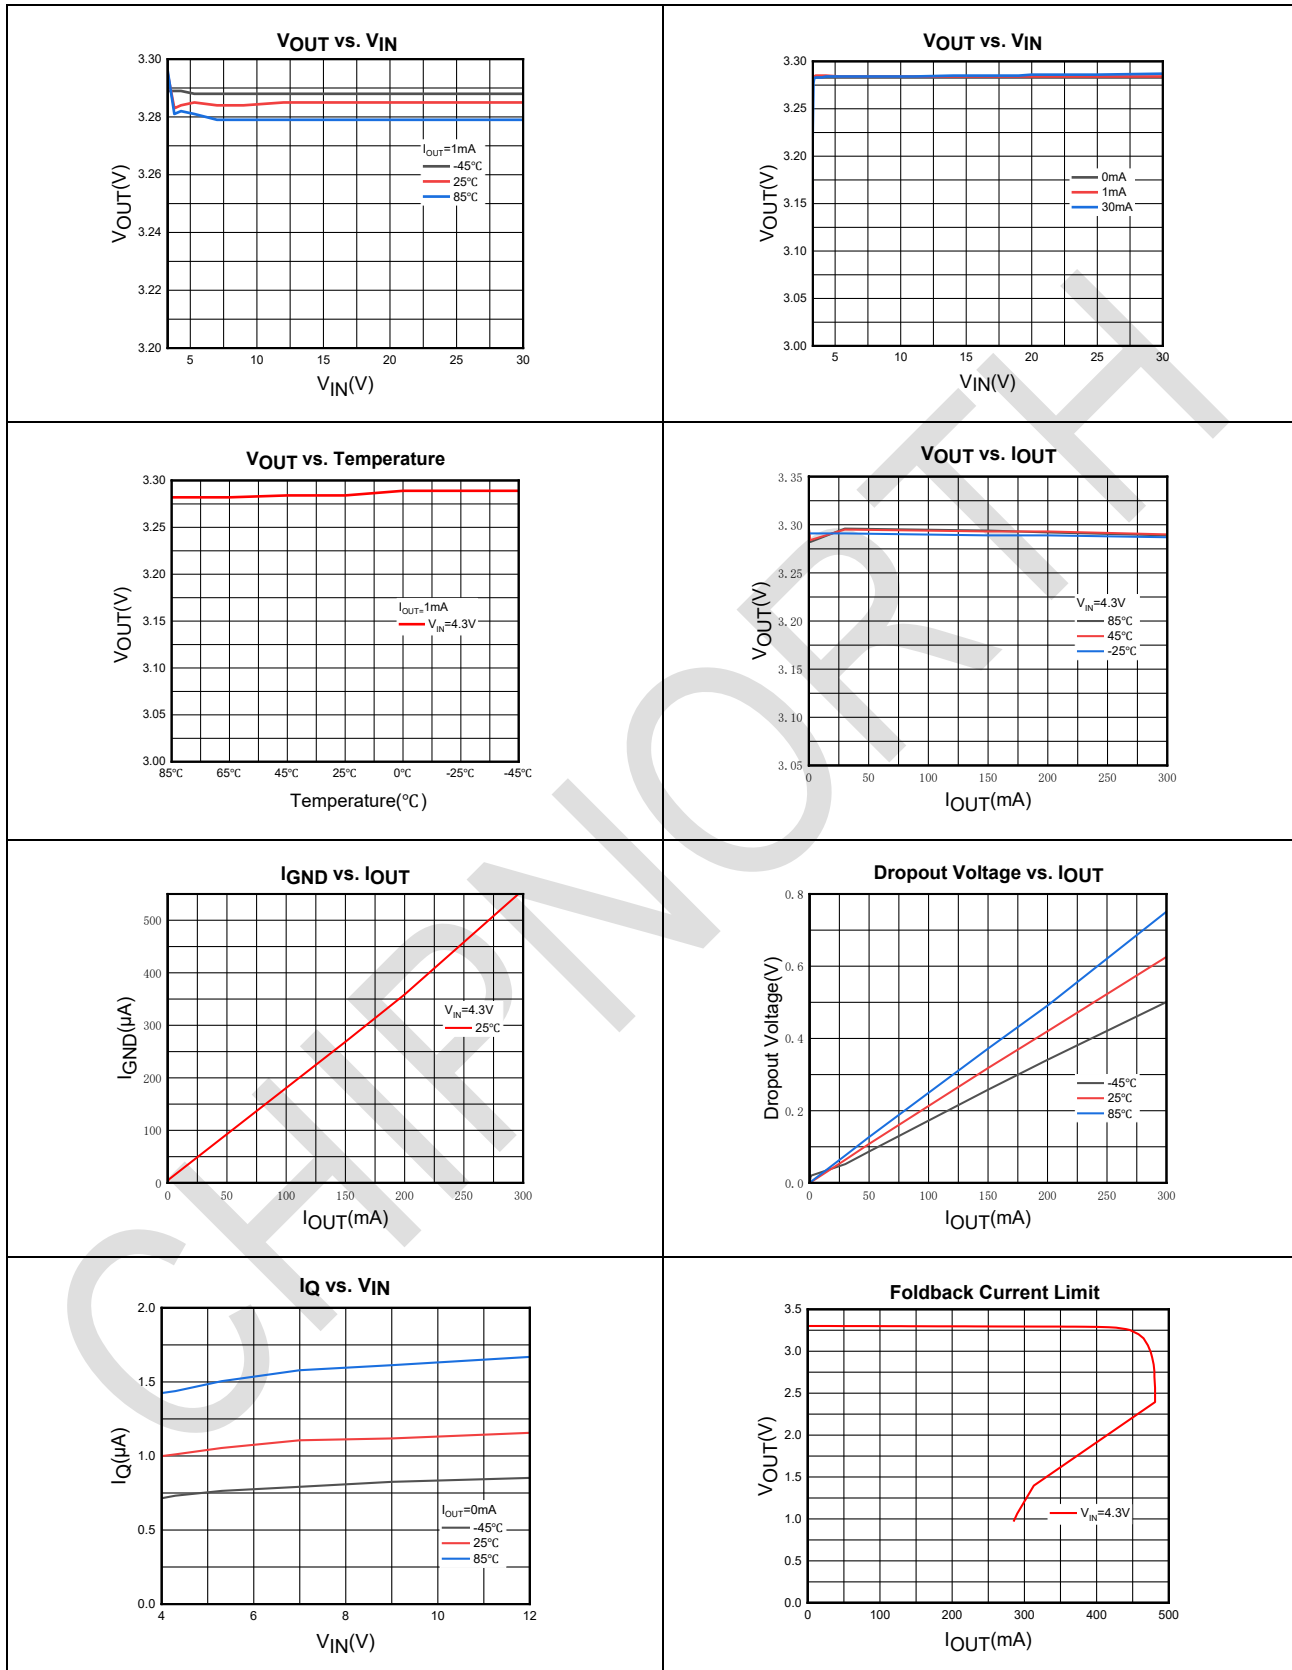 VOUT vs. VIN
3.30
3.28
3.26
3.24
3.22
3.20
VOUT(V)
IOUT=1mA
-45℃
25℃
85℃
5 10 15 20 25 30
VIN(V)
VOUT vs. VIN
3.30
3.25
3.20
3.15
3.10
3.05
3.00
VOUT(V)
0mA
1mA
30mA
5 10 15 20 25 30
VIN(V)
VOUT vs. Temperature
3.30
3.25
3.20
3.15
3.10
3.05
3.00
VOUT(V)
IOUT=1mA
VIN=4.3V
85℃ 65℃ 45℃ 25℃ 0℃ -25℃ -45℃
Temperature(℃)
VOUT vs. IOUT
3.35
3.30
3.25
3.20
3.15
3.10
3.05
VOUT(V)
VIN=4.3V
85℃
45℃
-25℃
0 50 100 150 200 250 300
IOUT(mA)
IGND vs. IOUT
500
400
300
200
100
0
IGND(μA)
VIN=4.3V
25℃
0 50 100 150 200 250 300
IOUT(mA)
Dropout Voltage vs. IOUT
0.8
0.6
0.4
0.2
0.0
Dropout Voltage(V)
-45℃
25℃
85℃
0 50 100 150 200 250 300
IOUT(mA)
IQ vs. VIN
2.0
1.5
1.0
0.5
0.0
IQ(μA)
IOUT=0mA
-45℃
25℃
85℃
4 6 8 10 12
VIN(V)
Foldback Current Limit
3.5
3.0
2.5
2.0
1.5
1.0
0.5
0.0
VOUT(V)
VIN=4.3V
0 100 200 300 400 500
IOUT(mA)
CHIPNORTH